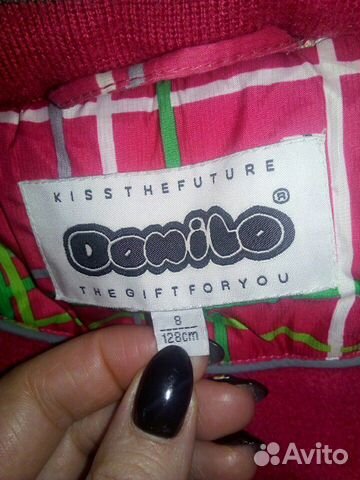 KISSTHEFUTURE
Danilo®
THEGIFTFORYOU
8
128cm
Avito